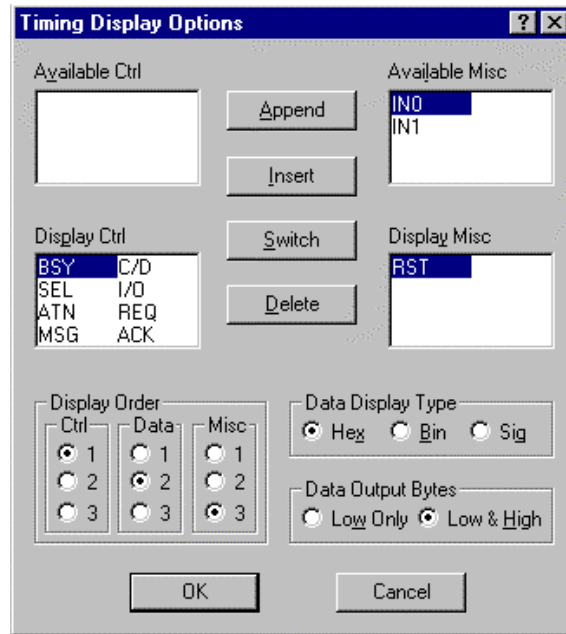 Timing Display Options
Available Ctrl
Append
Available Misc
IN0
IN1
Insert
Display Ctrl
Switch
Display Misc
BSY C/D
SEL I/O
ATN REQ
MSG ACK
RST
Delete
Display Order
Ctrl Data Misc
1 1 1
2 2 2
3 3 3
Data Display Type
Hex Bin Sig
Data Output Bytes
Low Only Low & High
OK Cancel